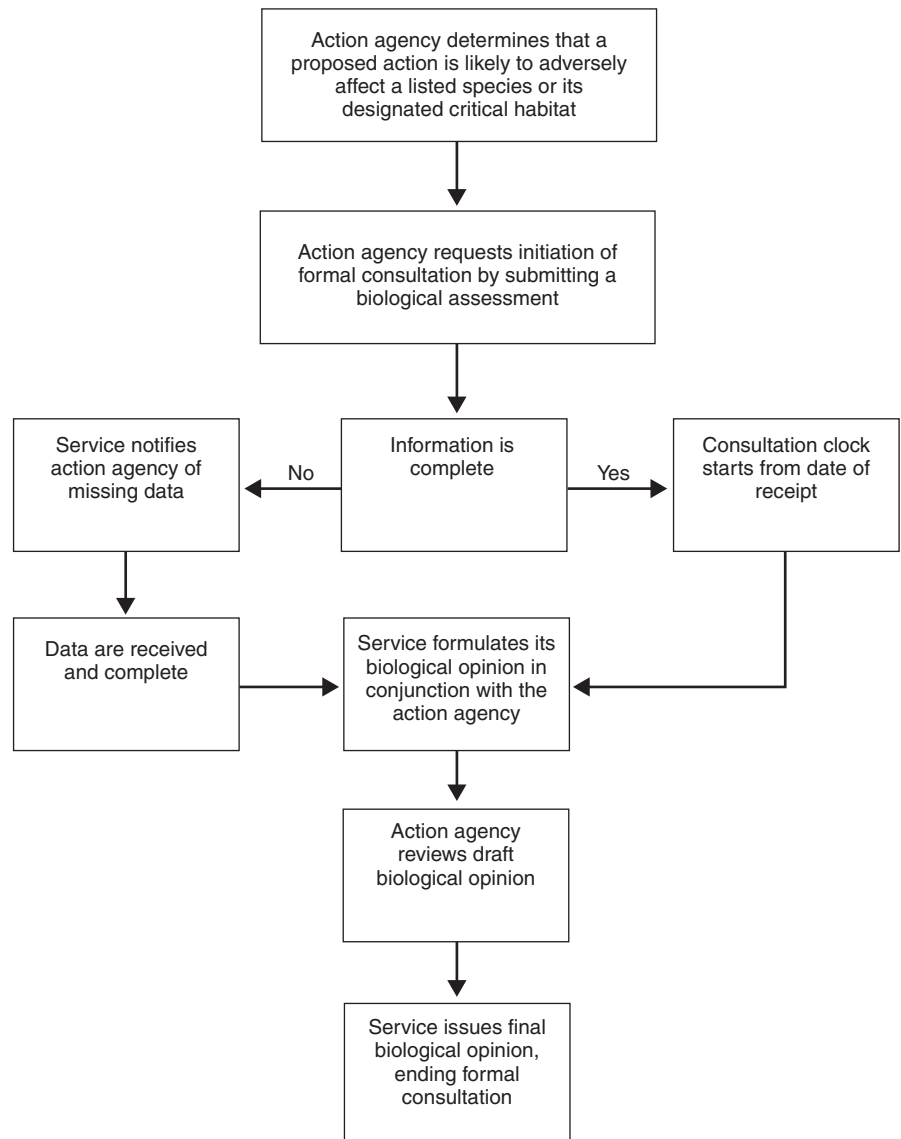 Action agency determines that a
proposed action is likely to adversely
affect a listed species or its
designated critical habitat
Action agency requests initiation of
formal consultation by submitting a
biological assessment
Service notifies
action agency of
missing data
No
Information is
complete
Yes
Consultation clock
starts from date of
receipt
Data are received
and complete
Service formulates its
biological opinion in
conjunction with the
action agency
Action agency
reviews draft
biological opinion
Service issues final
biological opinion,
ending formal
consultation